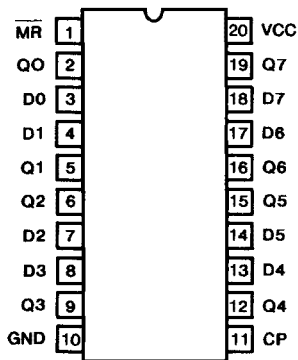 M̅R̅ 1 20 VCC
QO 2 19 Q7
D0 3 18 D7
D1 4 17 D6
Q1 5 16 Q6
Q2 6 15 Q5
D2 7 14 D5
D3 8 13 D4
Q3 9 12 Q4
GND 10 11 CP